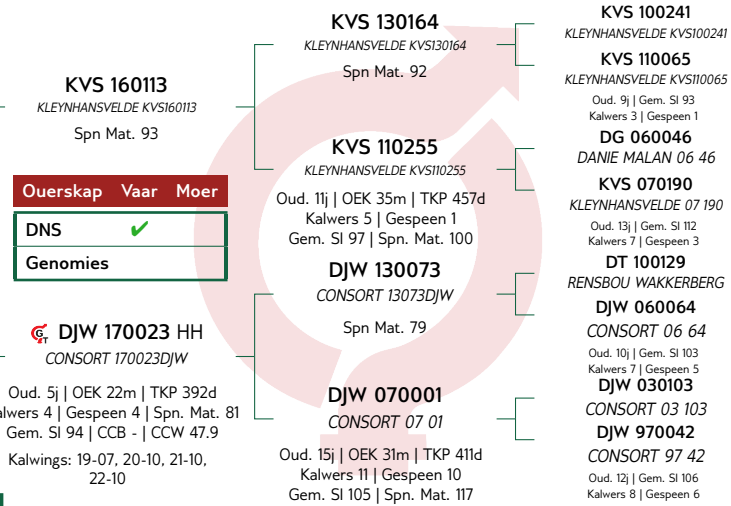 KVS 160113
KLEYNHANSVELDE KVS160113
Spn Mat. 93
Ouerskap Vaar Moer
DNS ✔
Genomies
DJW 170023 HH
CONSORT 170023DJW
Oud. 5j | OEK 22m | TKP 392d
alwers 4 | Gespeen 4 | Spn. Mat. 81
Gem. SI 94 | CCB - | CCW 47.9
Kalwings: 19-07, 20-10, 21-10,
22-10
KVS 130164
KLEYNHANSVELDE KVS130164
Spn Mat. 92
KVS 110255
KLEYNHANSVELDE KVS110255
Oud. 11j | OEK 35m | TKP 457d
Kalwers 5 | Gespeen 1
Gem. SI 97 | Spn. Mat. 100
DJW 130073
CONSORT 13073DJW
Spn Mat. 79
DJW 070001
CONSORT 07 01
Oud. 15j | OEK 31m | TKP 411d
Kalwers 11 | Gespeen 10
Gem. SI 105 | Spn. Mat. 117
KVS 100241
KLEYNHANSVELDE KVS100241
KVS 110065
KLEYNHANSVELDE KVS110065
Oud. 9j | Gem. SI 93
Kalwers 3 | Gespeen 1
DG 060046
DANIE MALAN 06 46
KVS 070190
KLEYNHANSVELDE 07 190
Oud. 13j | Gem. SI 112
Kalwers 7 | Gespeen 3
DT 100129
RENSBOU WAKKERBERG
DJW 060064
CONSORT 06 64
Oud. 10j | Gem. SI 103
Kalwers 7 | Gespeen 5
DJW 030103
CONSORT 03 103
DJW 970042
CONSORT 97 42
Oud. 12j | Gem. SI 106
Kalwers 8 | Gespeen 6